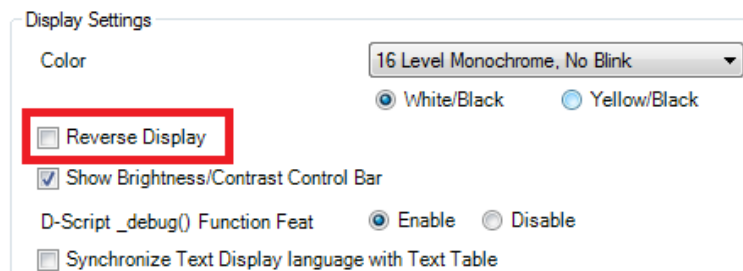 Display Settings
Color 16 Level Monochrome, No Blink
White/Black Yellow/Black
Reverse Display
Show Brightness/Contrast Control Bar
D-Script _debug() Function Feat Enable Disable
Synchronize Text Display language with Text Table